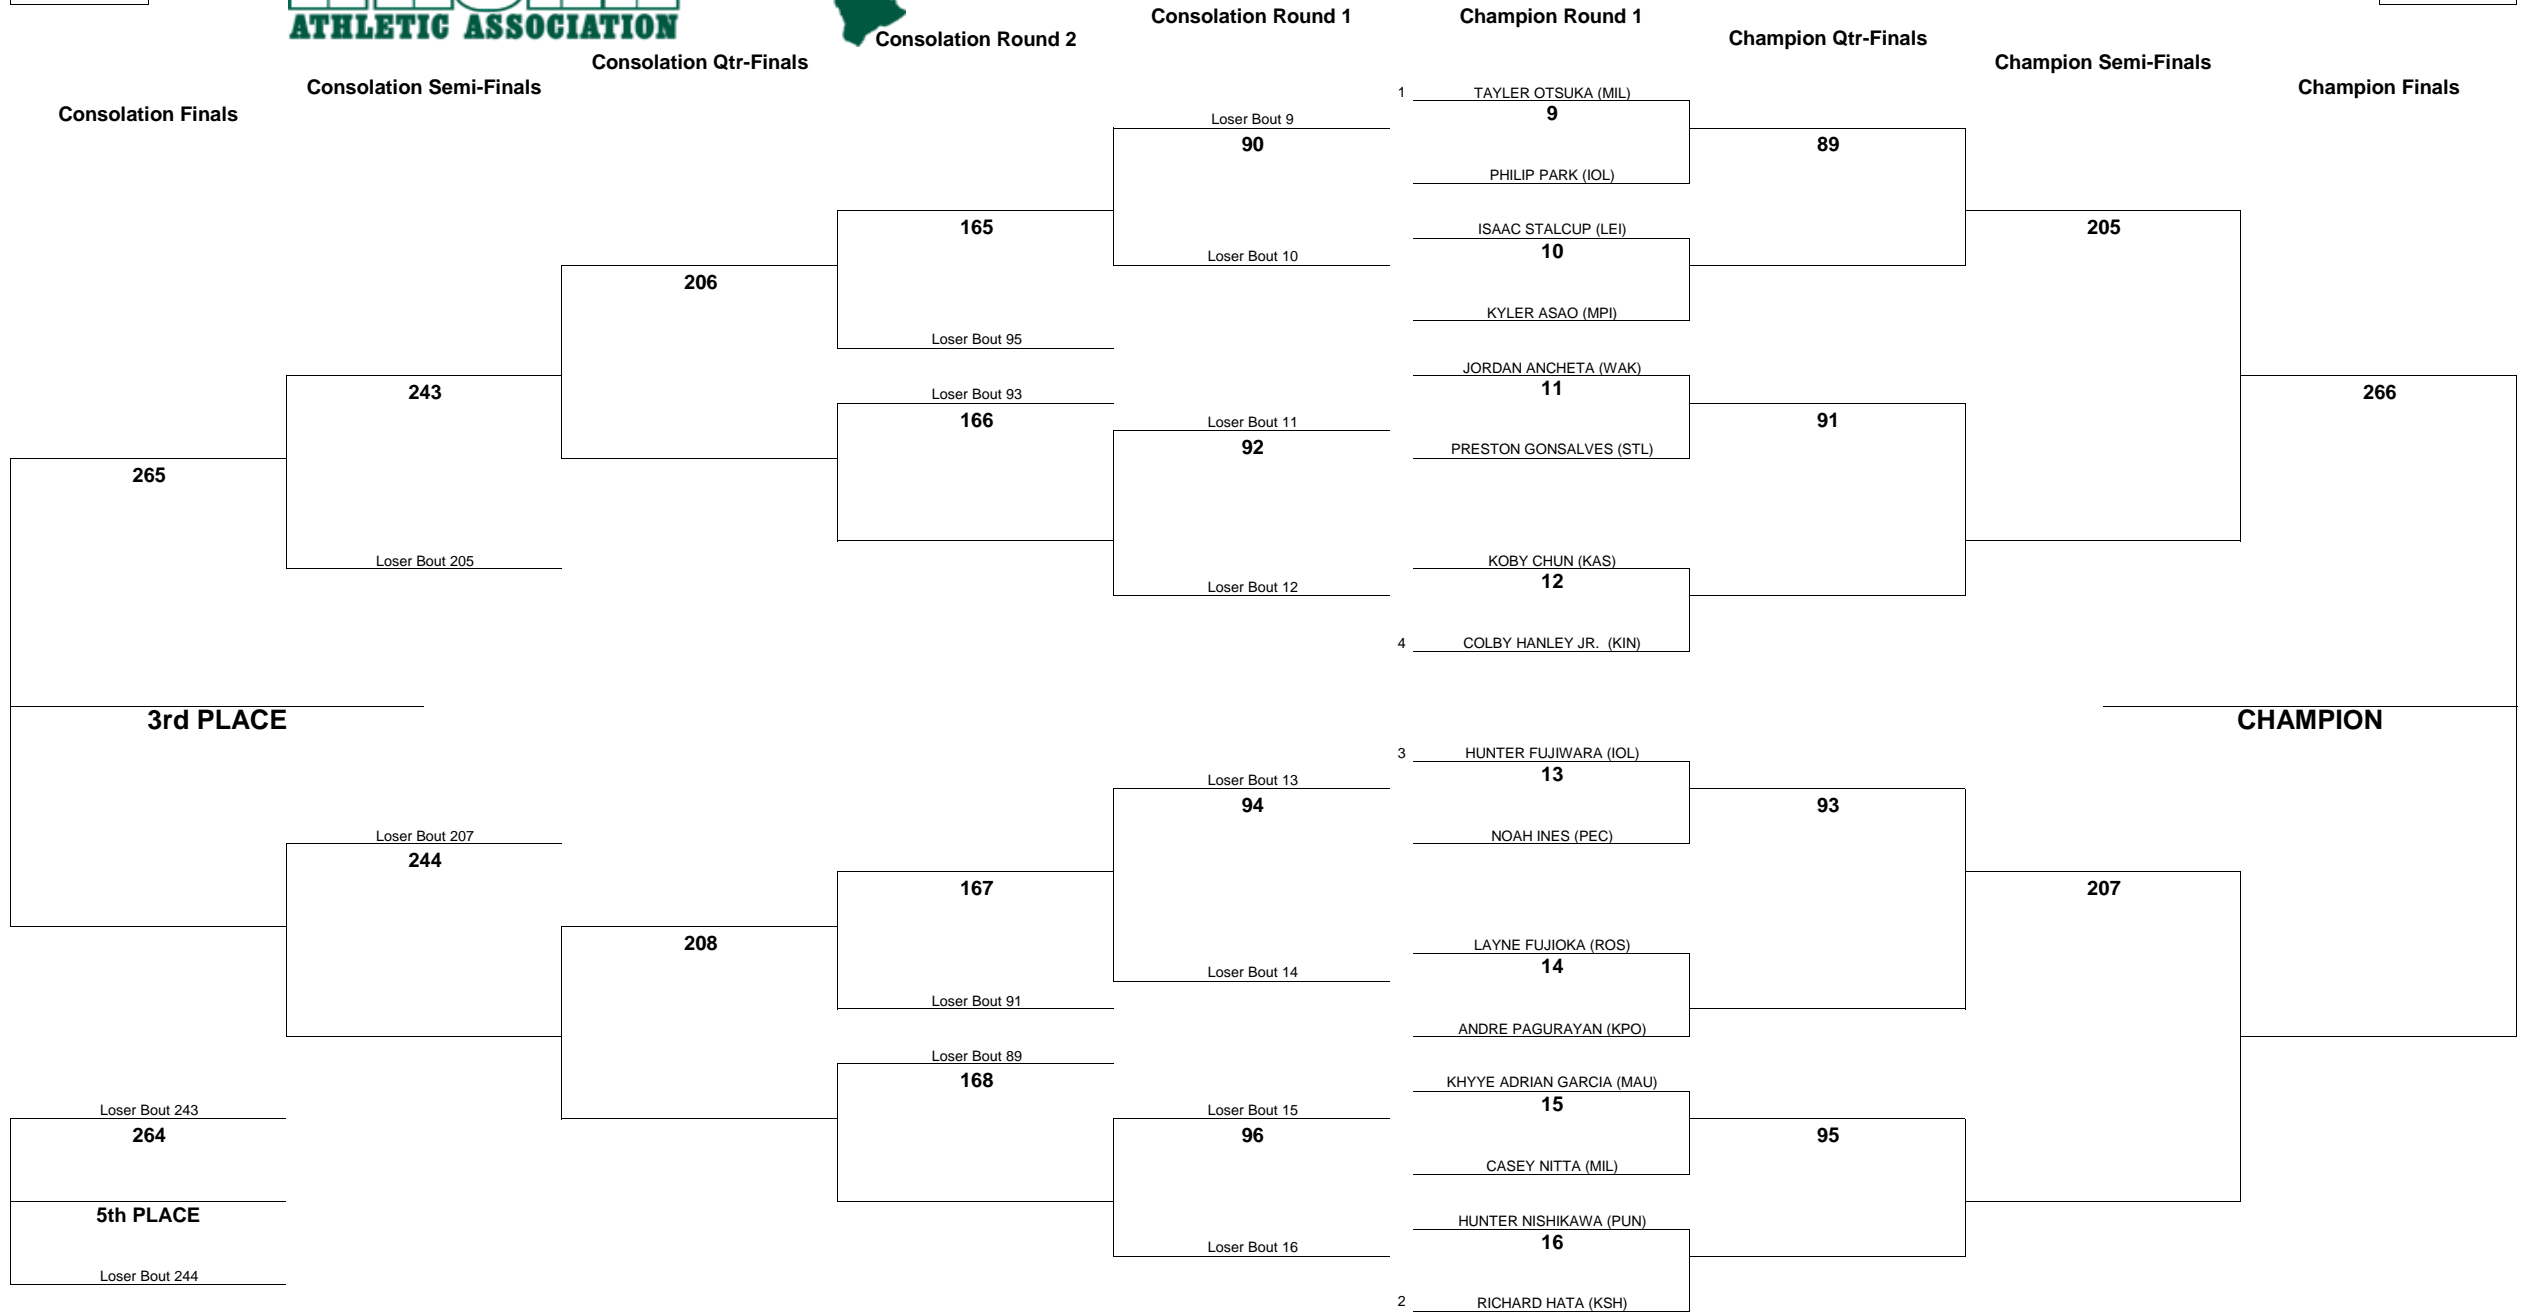 ATHLETIC ASSOCIATION
Consolation Round 1
Champion Round 1
Consolation Round 2
Champion Qtr-Finals
Consolation Qtr-Finals
Champion Semi-Finals
Consolation Semi-Finals
Champion Finals
Consolation Finals
1 TAYLER OTSUKA (MIL)
9
Loser Bout 9
90
89
PHILIP PARK (IOL)
165
ISAAC STALCUP (LEI)
205
10
Loser Bout 10
206
KYLER ASAO (MPI)
Loser Bout 95
JORDAN ANCHETA (WAK)
243
Loser Bout 93
11
266
166
Loser Bout 11
91
92
PRESTON GONSALVES (STL)
265
Loser Bout 205
KOBY CHUN (KAS)
12
Loser Bout 12
4 COLBY HANLEY JR. (KIN)
3rd PLACE
CHAMPION
3 HUNTER FUJIWARA (IOL)
13
Loser Bout 13
94
93
Loser Bout 207
NOAH INES (PEC)
244
167
207
208
LAYNE FUJIOKA (ROS)
14
Loser Bout 14
Loser Bout 91
ANDRE PAGURAYAN (KPO)
Loser Bout 89
168
KHYYE ADRIAN GARCIA (MAU)
15
Loser Bout 243
Loser Bout 15
264
96
95
CASEY NITTA (MIL)
5th PLACE
HUNTER NISHIKAWA (PUN)
16
Loser Bout 16
Loser Bout 244
2 RICHARD HATA (KSH)